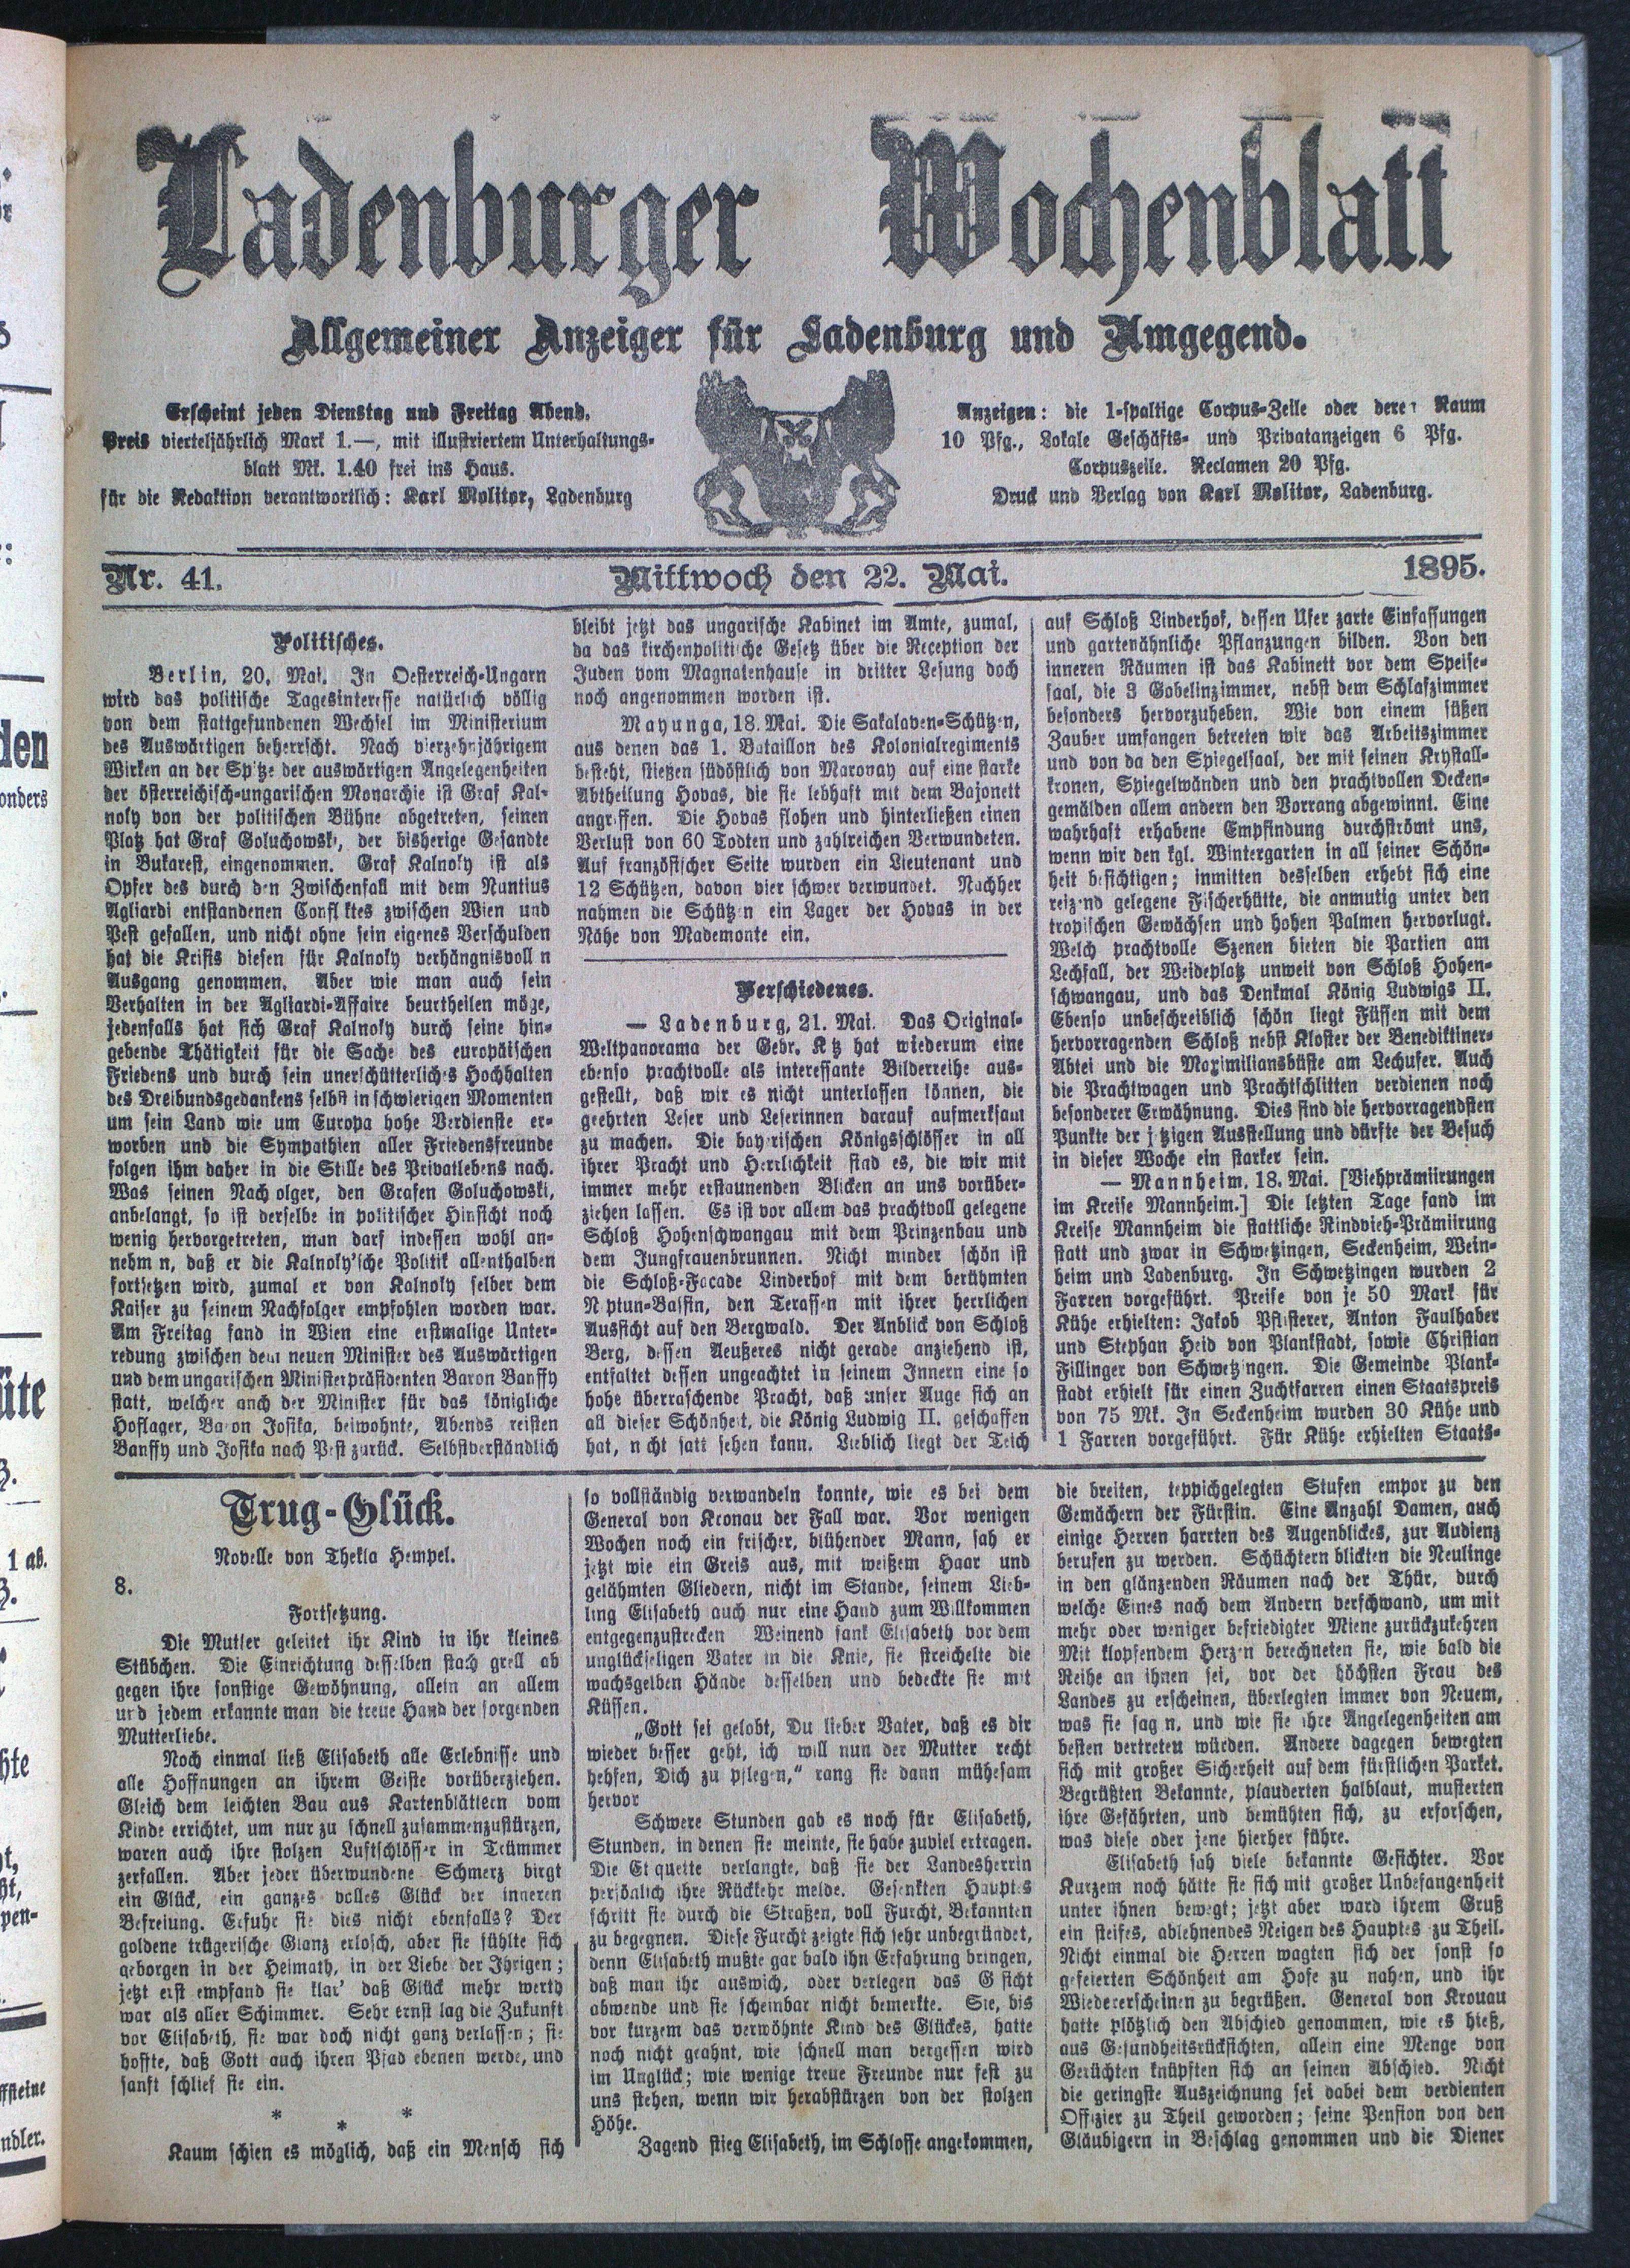 Ladenburger Wochenblatt
Allgemeiner Anzeiger für Ladenburg und Umgegend.
Erscheint jeden Dienstag und Freitag Abend.
Preis vierteljährlich Mark 1.—, mit illustriertem Unterhaltungs-
blatt Mk. 1.40 frei ins Haus.
für die Redaktion verantwortlich: Karl Molitor, Ladenburg
Anzeigen: die 1-spaltige Corpus-Zeile oder deren Raum
10 Pfg., Lokale Geschäfts- und Privatanzeigen 6 Pfg.
Corpuszeile. Reclamen 20 Pfg.
Druck und Verlag von Karl Molitor, Ladenburg.
Nr. 41. Mittwoch den 22. Mai. 1895.
Politisches.
Berlin, 20. Mai. In Oesterreich-Ungarn
wird das politische Tagesinteresse natürlich völlig
von dem stattgefundenen Wechsel im Ministerium
des Auswärtigen beherrscht. Nach vierzehnjährigem
Wirken an der Spitze der auswärtigen Angelegenheiten
der österreichisch-ungarischen Monarchie ist Graf Kal-
noky von der politischen Bühne abgetreten, seinen
Platz hat Graf Goluchowski, der bisherige Gesandte
in Bukarest, eingenommen. Graf Kalnoky ist als
Opfer des durch den Zwischenfall mit dem Nuntius
Agliardi entstandenen Conflktes zwischen Wien und
Pest gefallen, und nicht ohne sein eigenes Verschulden
hat die Krisis diesen für Kalnoky verhängnisvoll n
Ausgang genommen. Aber wie man auch sein
Verhalten in der Agliardi-Affaire beurtheilen möge,
jedenfalls hat sich Graf Kalnoky durch seine hin-
gebende Thätigkeit für die Sache des europäischen
Friedens und durch sein unerschütterliches Hochhalten
des Dreibundsgedankens selbst in schwierigen Momenten
um sein Land wie um Europa hohe Verdienste er-
worben und die Sympathien aller Friedensfreunde
folgen ihm daher in die Stille des Privatlebens nach.
Was seinen Nach olger, den Grafen Goluchowski,
anbelangt, so ist derselbe in politischer Hinsicht noch
wenig hervorgetreten, man darf indessen wohl an-
nehm n, daß er die Kalnoky'sche Politik allenthalben
fortsetzen wird, zumal er von Kalnoky selber dem
Kaiser zu seinem Nachfolger empfohlen worden war.
Am Freitag fand in Wien eine erstmalige Unter-
redung zwischen dem neuen Minister des Auswärtigen
und dem ungarischen Ministerpräsidenten Baron Banffy
statt, welcher auch der Minister für das königliche
Hoflager, Baron Josika, beiwohnte, Abends reisten
Banffy und Josika nach Pest zurück. Selbstverständlich
bleibt jetzt das ungarische Kabinet im Amte, zumal,
da das kirchenpolitische Gesetz über die Reception der
Juden vom Magnatenhause in dritter Lesung doch
noch angenommen worden ist.
Mayunga, 18. Mai. Die Sakalaven-Schützen,
aus denen das 1. Bataillon des Kolonialregiments
besteht, stießen südöstlich von Marovay auf eine starke
Abtheilung Hovas, die sie lebhaft mit dem Bajonett
angriffen. Die Hovas flohen und hinterließen einen
Verlust von 60 Todten und zahlreichen Verwundeten.
Auf französischer Seite wurden ein Lieutenant und
12 Schützen, davon vier schwer verwundet. Nachher
nahmen die Schützen ein Lager der Hovas in der
Nähe von Mademonte ein.
Verschiedenes.
— Ladenburg, 21. Mai. Das Original-
Weltpanorama der Gebr. K tz hat wiederum eine
ebenso prachtvolle als interessante Bilderreihe aus-
gestellt, daß wir es nicht unterlassen können, die
geehrten Leser und Leserinnen darauf aufmerksam
zu machen. Die bayrischen Königsschlösser in all
ihrer Pracht und Herrlichkeit sind es, die wir mit
immer mehr erstaunenden Blicken an uns vorüber-
ziehen lassen. Es ist vor allem das prachtvoll gelegene
Schloß Hohenschwangau mit dem Prinzenbau und
dem Jungfrauenbrunnen. Nicht minder schön ist
die Schloß-Facade Linderhof mit dem berühmten
N ptun-Bassin, den Terassen mit ihrer herrlichen
Aussicht auf den Bergwald. Der Anblick von Schloß
Berg, dessen Aeußeres nicht gerade anziehend ist,
entfaltet dessen ungeachtet in seinem Innern eine so
hohe überraschende Pracht, daß unser Auge sich an
all dieser Schönheit, die König Ludwig II. geschaffen
hat, n cht satt sehen kann. Lieblich liegt der Teich
auf Schloß Linderhof, dessen Ufer zarte Einfassungen
und gartenähnliche Pflanzungen bilden. Von den
inneren Räumen ist das Kabinett vor dem Speise-
saal, die 3 Gobelinzimmer, nebst dem Schlafzimmer
besonders hervorzuheben. Wie von einem süßen
Zauber umfangen betreten wir das Arbeitszimmer
und von da den Spiegelsaal, der mit seinen Krystall-
kronen, Spiegelwänden und den prachtvollen Decken-
gemälden allem andern den Vorrang abgewinnt. Eine
wahrhaft erhabene Empfindung durchströmt uns,
wenn wir den kgl. Wintergarten in all seiner Schön-
heit besichtigen; inmitten desselben erhebt sich eine
reizend gelegene Fischerhütte, die anmutig unter den
tropischen Gewächsen und hohen Palmen hervorlugt.
Welch prachtvolle Szenen bieten die Partien am
Lechfall, der Weideplatz unweit von Schloß Hohen-
schwangau, und das Denkmal König Ludwigs II.
Ebenso unbeschreiblich schön liegt Füssen mit dem
hervorragenden Schloß nebst Kloster der Benediktiner-
Abtei und die Maximiliansbüste am Lechufer. Auch
die Prachtwagen und Prachtschlitten verdienen noch
besonderer Erwähnung. Dies sind die hervorragendsten
Punkte der j tzigen Ausstellung und dürfte der Besuch
in dieser Woche ein starker sein.
— Mannheim, 18. Mai. [Viehprämiirungen
im Kreise Mannheim.] Die letzten Tage fand im
Kreise Mannheim die stattliche Rindvieh-Prämiirung
statt und zwar in Schwetzingen, Seckenheim, Wein-
heim und Ladenburg. In Schwetzingen wurden 2
Farren vorgeführt. Preise von je 50 Mark für
Kühe erhielten: Jakob Pfisterer, Anton Faulhaber
und Stephan Heid von Plankstadt, sowie Christian
Fillinger von Schwetzingen. Die Gemeinde Plank-
stadt erhielt für einen Zuchtfarren einen Staatspreis
von 75 Mk. In Seckenheim wurden 30 Kühe und
1 Farren vorgeführt. Für Kühe erhielten Staats-
Trug-Glück.
Novelle von Thekla Hempel.
8.
Fortsetzung.
Die Mutter geleitet ihr Kind in ihr kleines
Stübchen. Die Einrichtung desselben stach grell ab
gegen ihre sonstige Gewöhnung, allein an allem
und jedem erkannte man die treue Hand der sorgenden
Mutterliebe.
Noch einmal ließ Elisabeth alle Erlebnisse und
alle Hoffnungen an ihrem Geiste vorüberziehen.
Gleich dem leichten Bau aus Kartenblättern vom
Kinde errichtet, um nur zu schnell zusammenzustürzen,
waren auch ihre stolzen Luftschlösser in Trümmer
zerfallen. Aber jeder überwundene Schmerz birgt
ein Glück, ein ganzes volles Glück der inneren
Befreiung. Erfuhr sie dies nicht ebenfalls? Der
goldene trügerische Glanz erlosch, aber sie fühlte sich
geborgen in der Heimath, in der Liebe der Ihrigen;
jetzt erst empfand sie klar' daß Glück mehr werth
war als aller Schimmer. Sehr ernst lag die Zukunft
vor Elisabeth, sie war doch nicht ganz verlassen; sie
hoffte, daß Gott auch ihren Pfad ebenen werde, und
sanft schlief sie ein.
* * *
Kaum schien es möglich, daß ein Mensch sich
so vollständig verwandeln konnte, wie es bei dem
General von Kronau der Fall war. Vor wenigen
Wochen noch ein frischer, blühender Mann, sah er
jetzt wie ein Greis aus, mit weißem Haar und
gelähmten Gliedern, nicht im Stande, seinem Lieb-
ling Elisabeth auch nur eine Hand zum Willkommen
entgegenzustrecken Weinend sank Elisabeth vor dem
unglückseligen Vater in die Knie, sie streichelte die
wachsgelben Hände desselben und bedeckte sie mit
Küssen.
„Gott sei gelobt, Du lieber Vater, daß es dir
wieder besser geht, ich will nun der Mutter recht
helfen, Dich zu pflegen,“ rang sie dann mühesam
hervor
Schwere Stunden gab es noch für Elisabeth,
Stunden, in denen sie meinte, sie habe zuviel ertragen.
Die Et quette verlangte, daß sie der Landesherrin
persönlich ihre Rückkehr melde. Gesenkten Hauptes
schritt sie durch die Straßen, voll Furcht, Bekannten
zu begegnen. Diese Furcht zeigte sich sehr unbegründet,
denn Elisabeth mußte gar bald ihn Erfahrung bringen,
daß man ihr auswich, oder verlegen das G sicht
abwende und sie scheinbar nicht bemerkte. Sie, bis
vor kurzem das verwöhnte Kind des Glückes, hatte
noch nicht geahnt, wie schnell man vergessen wird
im Unglück; wie wenige treue Freunde nur fest zu
uns stehen, wenn wir herabstürzen von der stolzen
Höhe.
Zagend stieg Elisabeth, im Schlosse angekommen,
die breiten, teppichgelegten Stufen empor zu den
Gemächern der Fürstin. Eine Anzahl Damen, auch
einige Herren harrten des Augenblickes, zur Audienz
berufen zu werden. Schüchtern blickten die Neulinge
in den glänzenden Räumen nach der Thür, durch
welche Eines nach dem Andern verschwand, um mit
mehr oder weniger befriedigter Miene zurückzukehren
Mit klopfendem Herzen berechneten sie, wie bald die
Reihe an ihnen sei, vor der höchsten Frau des
Landes zu erscheinen, überlegten immer von Neuem,
was sie sag n, und wie sie ihre Angelegenheiten am
besten vertreten würden. Andere dagegen bewegten
sich mit großer Sicherheit auf dem fürstlichen Parket.
Begrüßten Bekannte, plauderten halblaut, musterten
ihre Gefährten, und bemühten sich, zu erforschen,
was diese oder jene hierher führe.
Elisabeth sah viele bekannte Gesichter. Vor
Kurzem noch hätte sie sich mit großer Unbefangenheit
unter ihnen bewegt; jetzt aber ward ihrem Gruß
ein steifes, ablehnendes Neigen des Hauptes zu Theil.
Nicht einmal die Herren wagten sich der sonst so
gefeierten Schönheit am Hofe zu nahen, und ihr
Wiedererscheinen zu begrüßen. General von Kronau
hatte plötzlich den Abschied genommen, wie es hieß,
aus Gesundheitsrücksichten, allein eine Menge von
Gerüchten knüpften sich an seinen Abschied. Nicht
die geringste Auszeichnung sei dabei dem verdienten
Offizier zu Theil geworden; seine Pension von den
Gläubigern in Beschlag genommen und die Diener